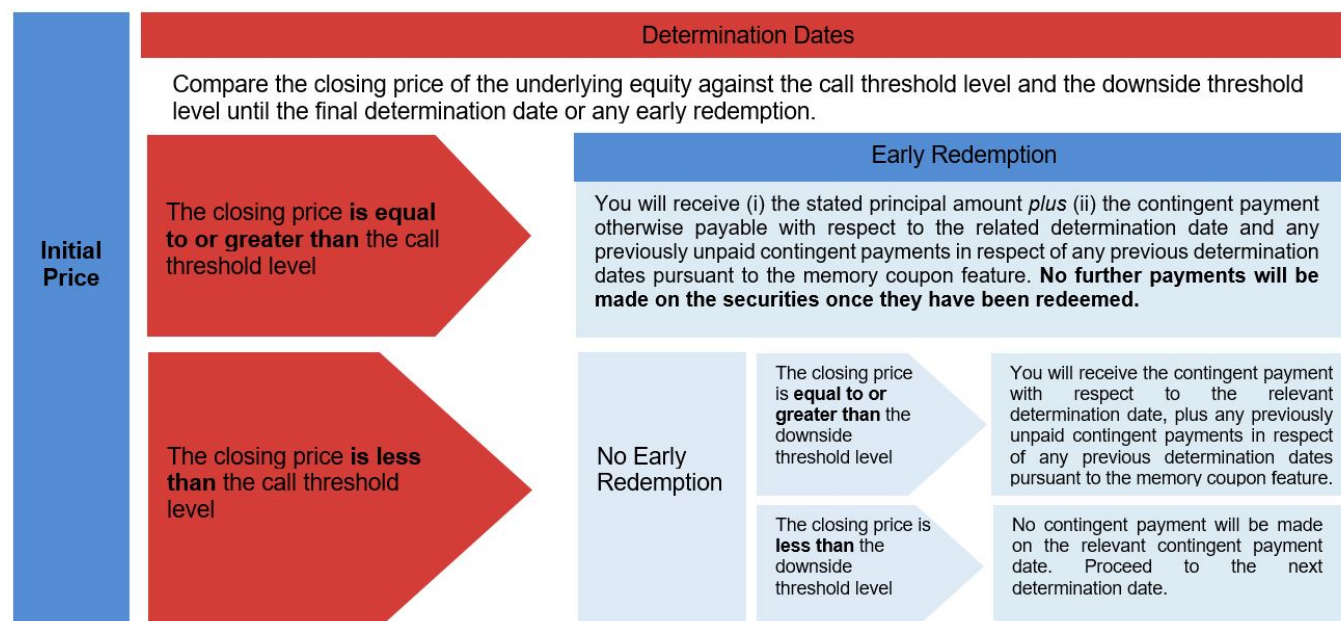 Determination Dates
Compare the closing price of the underlying equity against the call threshold level and the downside threshold
level until the final determination date or any early redemption.
Initial
Price
The closing price is equal
to or greater than the call
threshold level
Early Redemption
You will receive (i) the stated principal amount plus (ii) the contingent payment
otherwise payable with respect to the related determination date and any
previously unpaid contingent payments in respect of any previous determination
dates pursuant to the memory coupon feature. No further payments will be
made on the securities once they have been redeemed.
The closing price is less
than the call threshold
level
No Early
Redemption
The closing price
is equal to or
greater than the
downside
threshold level
You will receive the contingent payment
with respect to the relevant
determination date, plus any previously
unpaid contingent payments in respect
of any previous determination dates
pursuant to the memory coupon feature.
The closing price is
less than the
downside
threshold level
No contingent payment will be made
on the relevant contingent payment
date. Proceed to the next
determination date.